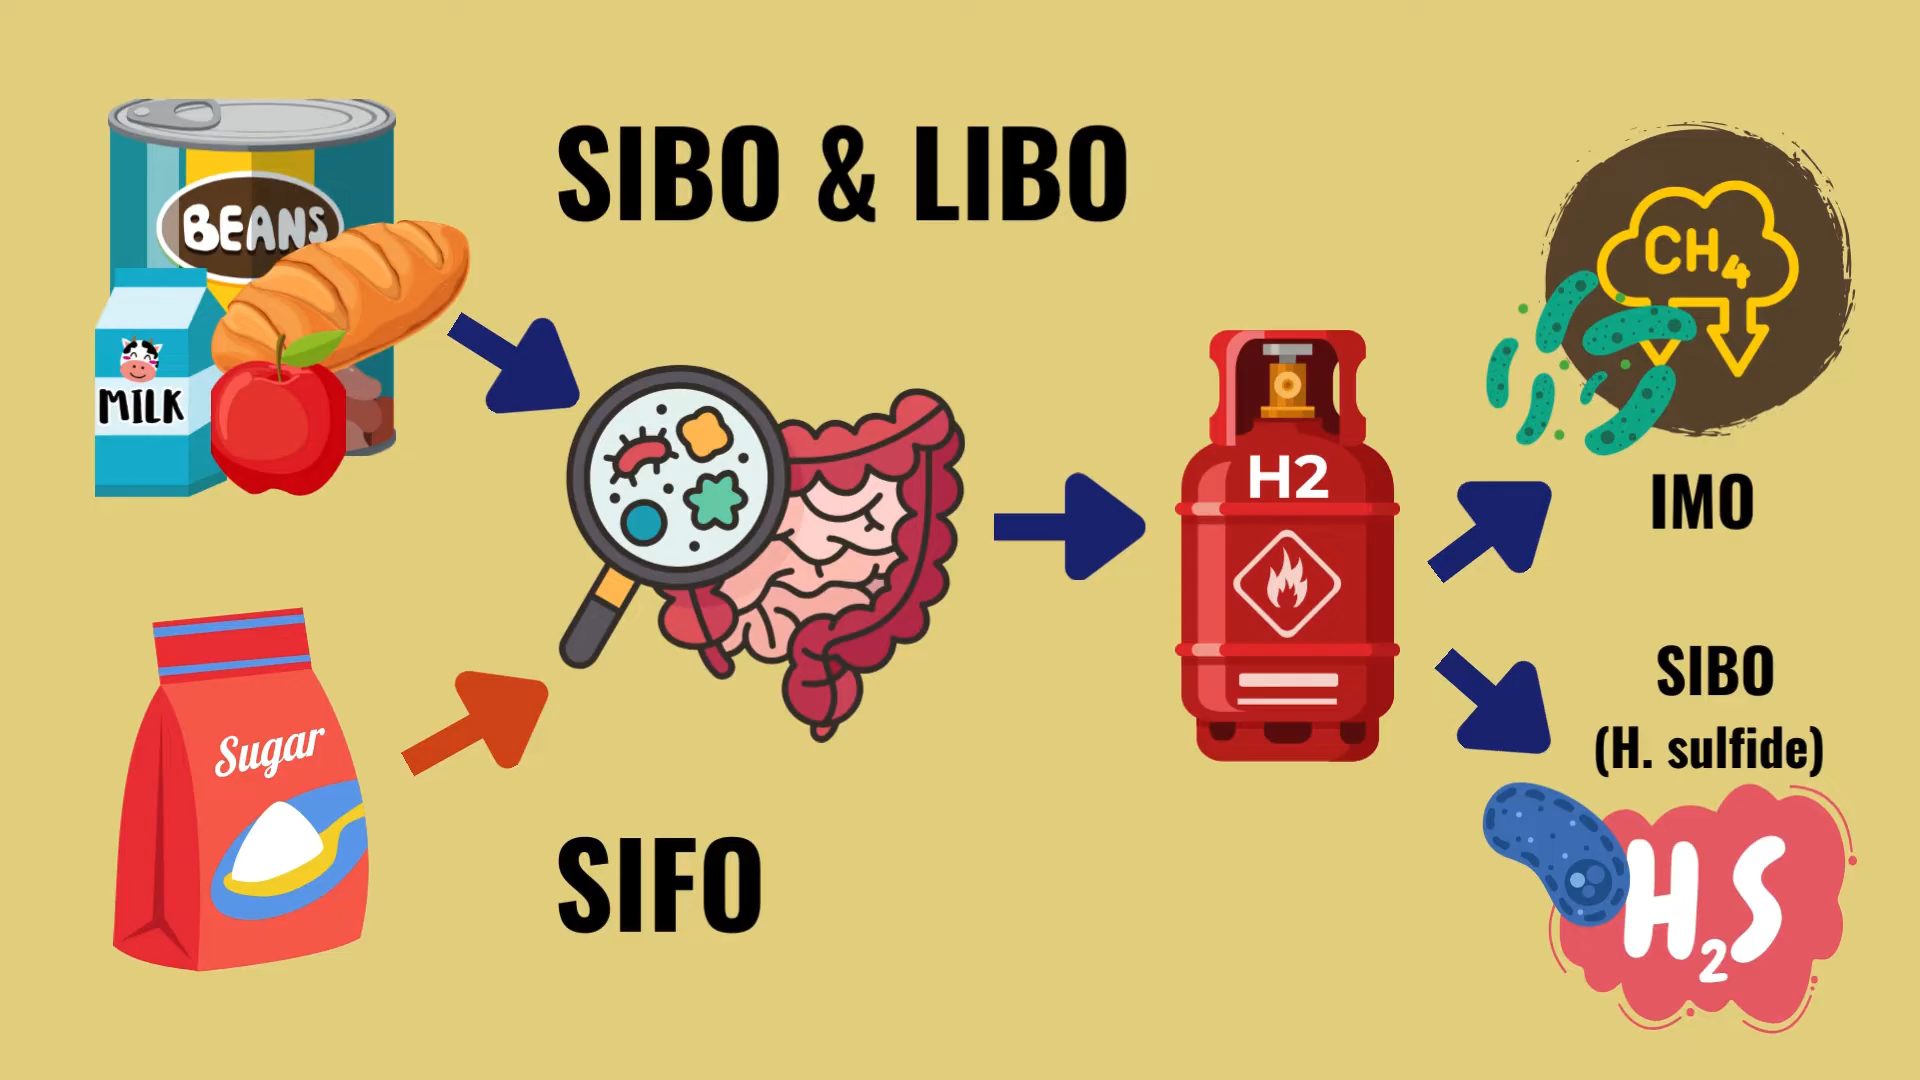 SIBO & LIBO
BEANS
MILK
CH4
H2
IMO
SIBO
(H. sulfide)
Sugar
SIFO
H2S